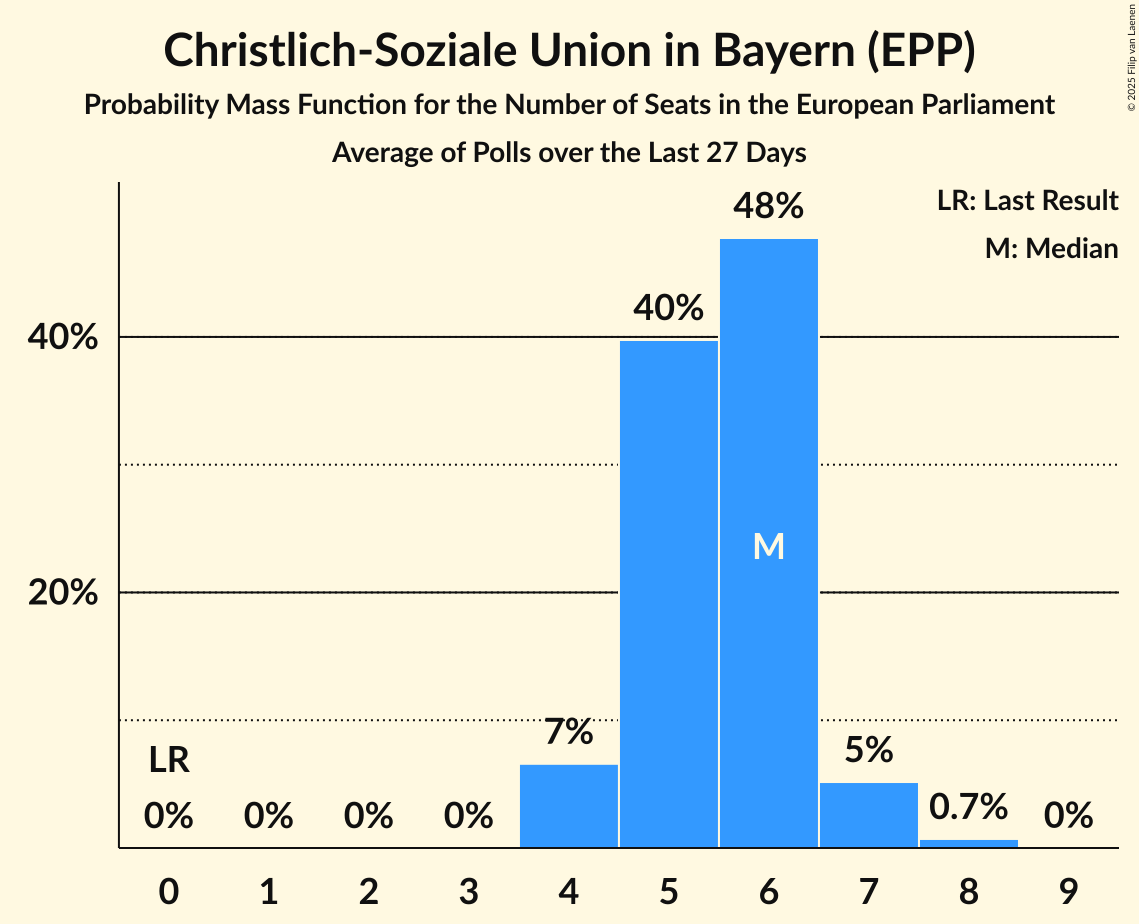 Christlich-Soziale Union in Bayern (EPP)
Probability Mass Function for the Number of Seats in the European Parliament
Average of Polls over the Last 27 Days
© 2025 Filip van Laenen
LR: Last Result
M: Median
48%
40%
40%
M
20%
7%
5%
LR
0%
0%
0%
0%
0.7%
0%
0
1
2
3
4
5
6
7
8
9